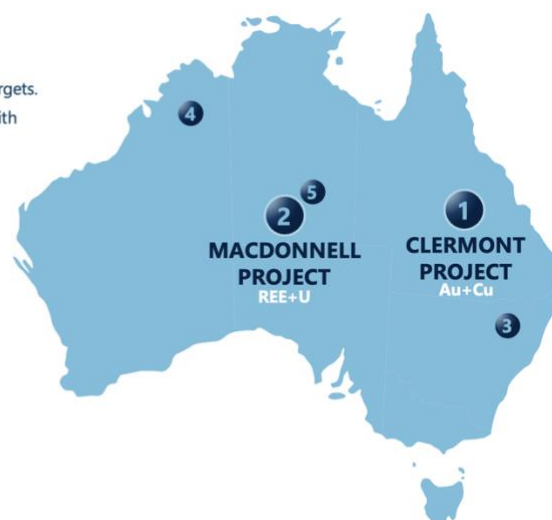 rgets.
ith
4
5
2
1
MACDONNELL
PROJECT
REE+U
CLERMONT
PROJECT
Au+Cu
3